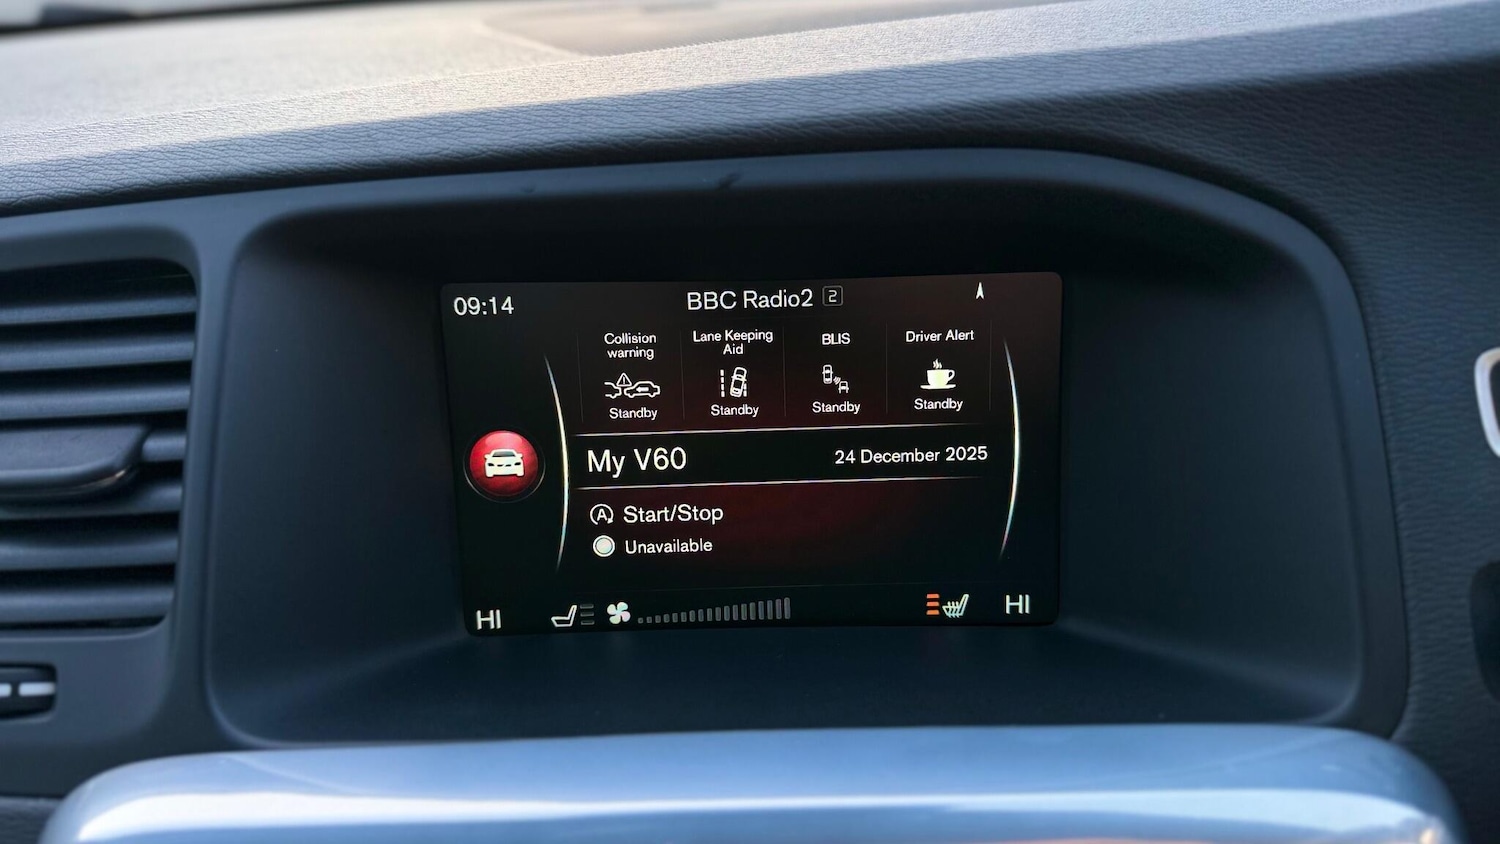 09:14
BBC Radio2 2
Collision
warning
Standby
Lane Keeping
Aid
Standby
BLIS
Standby
Driver Alert
Standby
My V60
24 December 2025
A Start/Stop
Unavailable
HI
HI